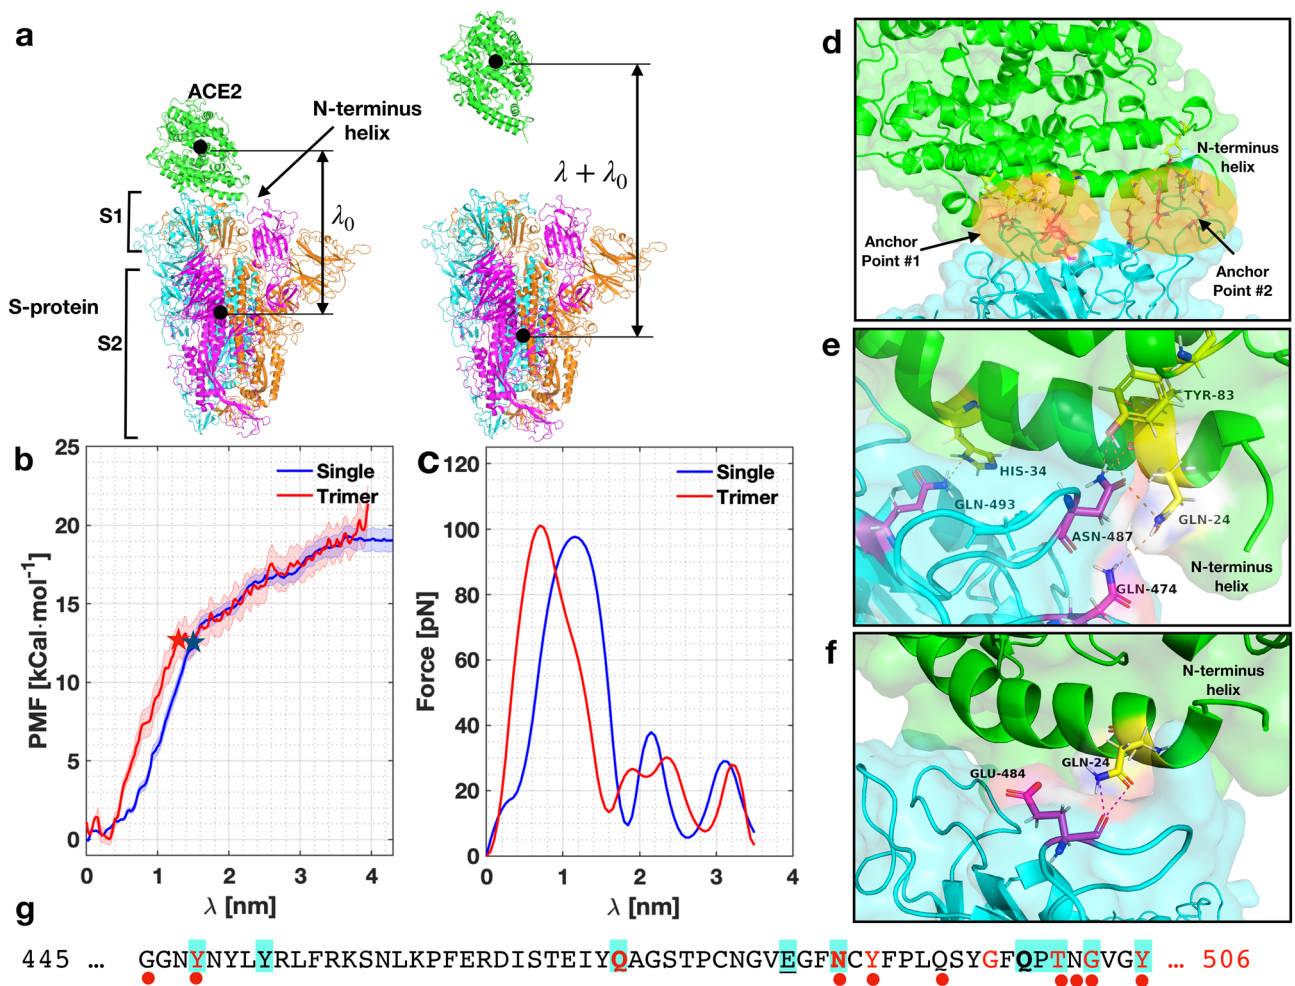 a
ACE2
N-terminus
helix
λ₀
λ + λ₀
S1
S-protein
S2
b
25
20
15
10
5
0
PMF [kCal·mol⁻¹]
Single
Trimer
0 1 2 3 4
λ [nm]
c
120
100
80
60
40
20
0
Force [pN]
Single
Trimer
0 1 2 3 4
λ [nm]
d
N-terminus
helix
Anchor
Point #1
Anchor
Point #2
e
TYR-83
HIS-34
GLN-493
ASN-487
GLN-24
GLN-474
N-terminus
helix
f
N-terminus
helix
GLN-24
GLU-484
g
445 ... GGNYNYLYRLFRKSNLKPFERDISTEIYQAGSTPCNGVEGFNCYFPLQSYGFQPTNGVGY ... 506